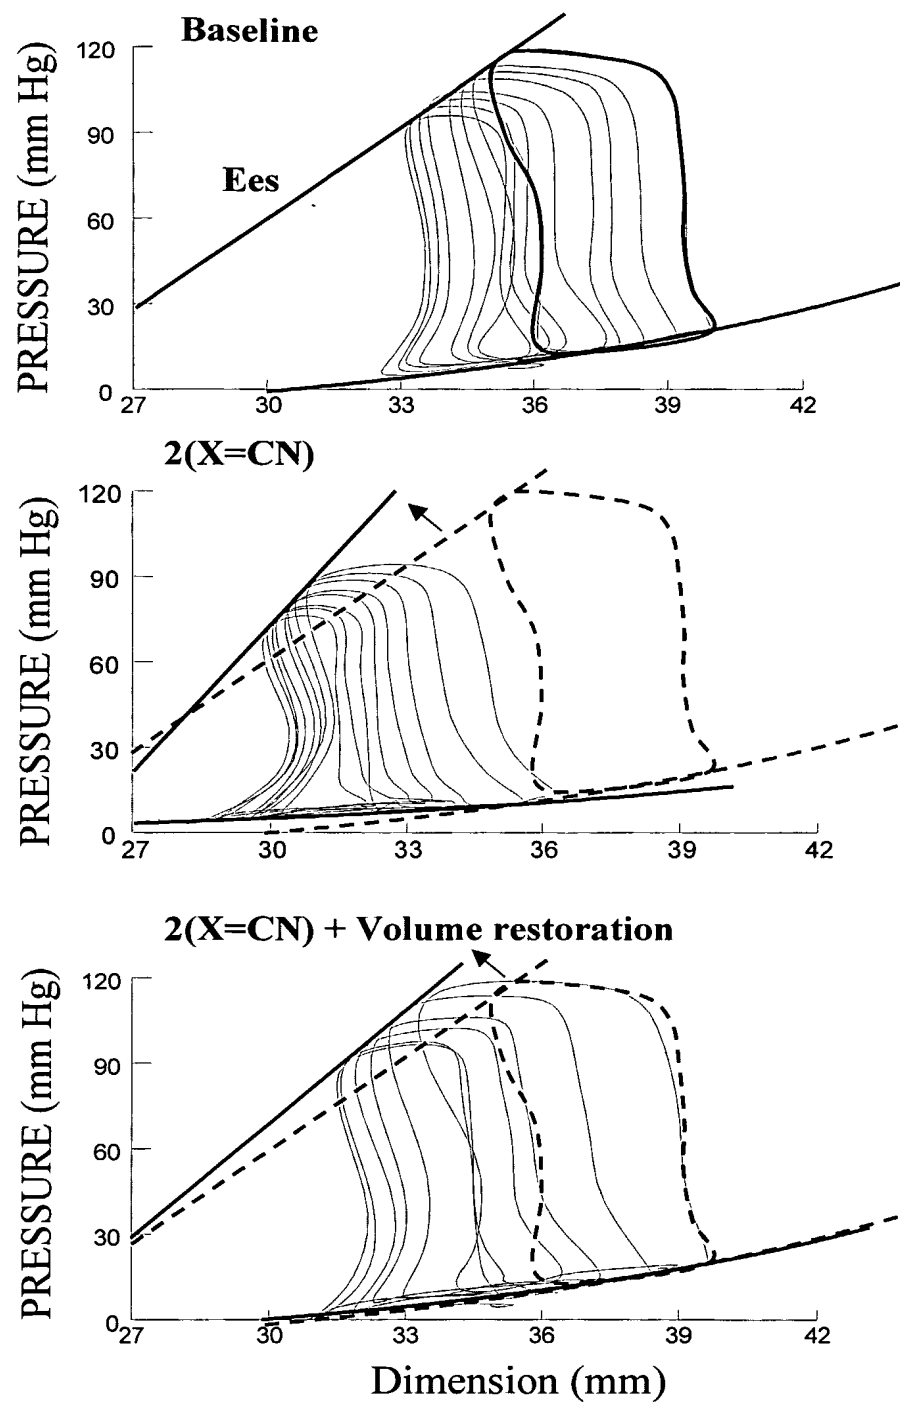 Baseline
PRESSURE (mm Hg)
120
90
60
30
0
Ees
27 30 33 36 39 42
2(X=CN)
PRESSURE (mm Hg)
120
90
60
30
0
27 30 33 36 39 42
2(X=CN) + Volume restoration
PRESSURE (mm Hg)
120
90
60
30
0
27 30 33 36 39 42
Dimension (mm)